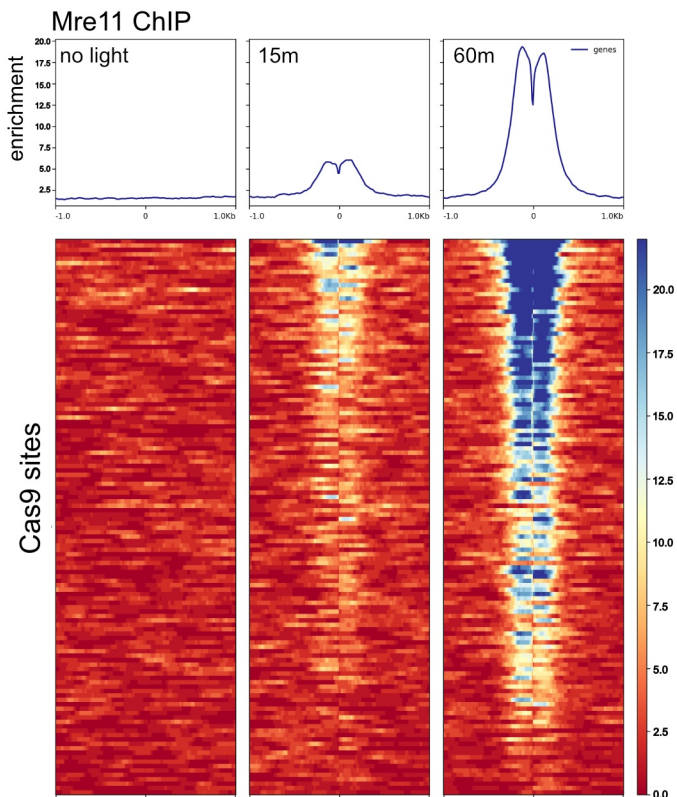 Mre11 ChIP
enrichment
20.0
17.5
15.0
12.5
10.0
7.5
5.0
2.5
no light
15m
60m
genes
-1.0 0 1.0Kb
-1.0 0 1.0Kb
-1.0 0 1.0Kb
Cas9 sites
20.0
17.5
15.0
12.5
10.0
7.5
5.0
2.5
0.0